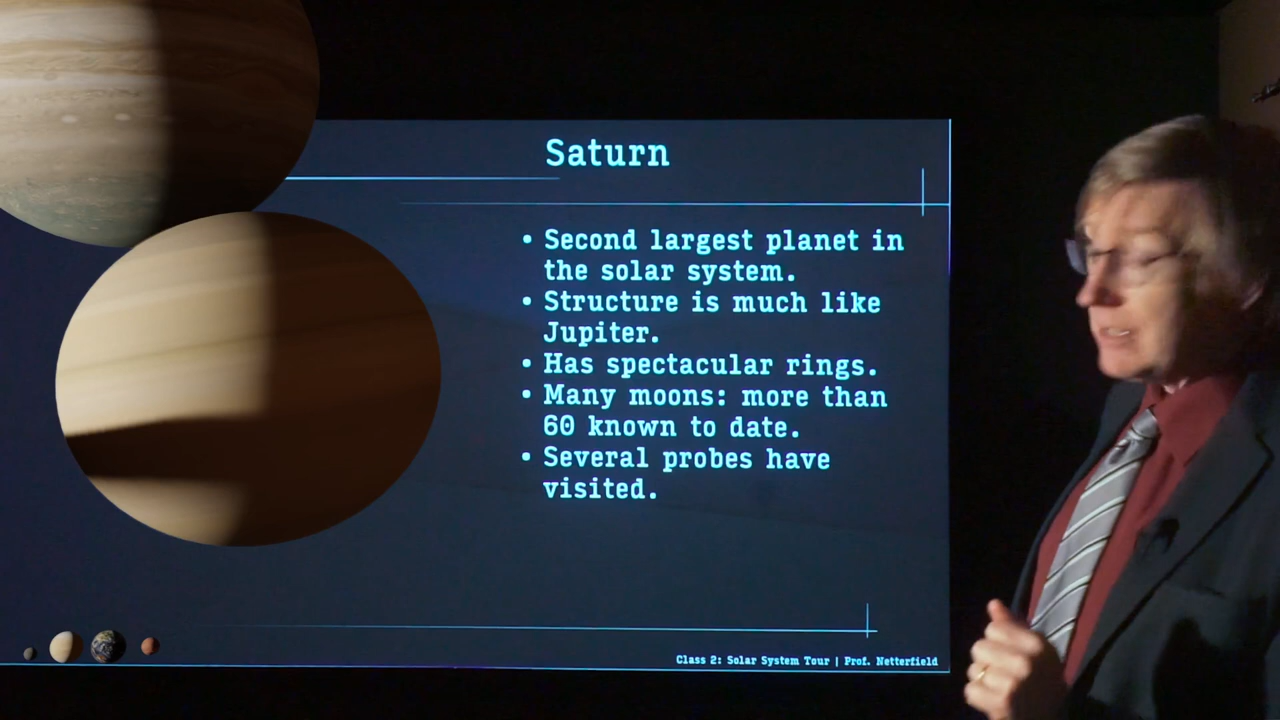 Saturn
• Second largest planet in
the solar system.
• Structure is much like
Jupiter.
• Has spectacular rings.
• Many moons: more than
60 known to date.
• Several probes have
visited.
Class 2: Solar System Tour | Prof. Netterfield